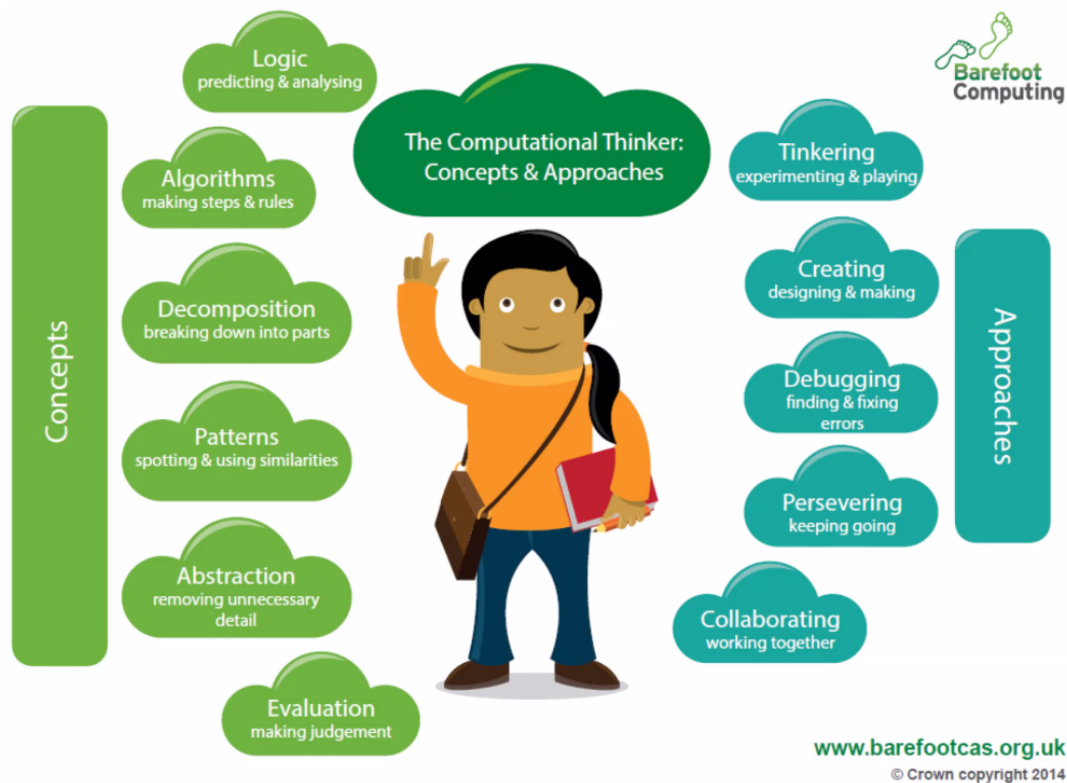 The Computational Thinker:
Concepts & Approaches
Barefoot
Computing
Concepts
Logic
predicting & analysing
Algorithms
making steps & rules
Decomposition
breaking down into parts
Patterns
spotting & using similarities
Abstraction
removing unnecessary
detail
Evaluation
making judgement
Approaches
Tinkering
experimenting & playing
Creating
designing & making
Debugging
finding & fixing
errors
Persevering
keeping going
Collaborating
working together
www.barefootcas.org.uk
© Crown copyright 2014